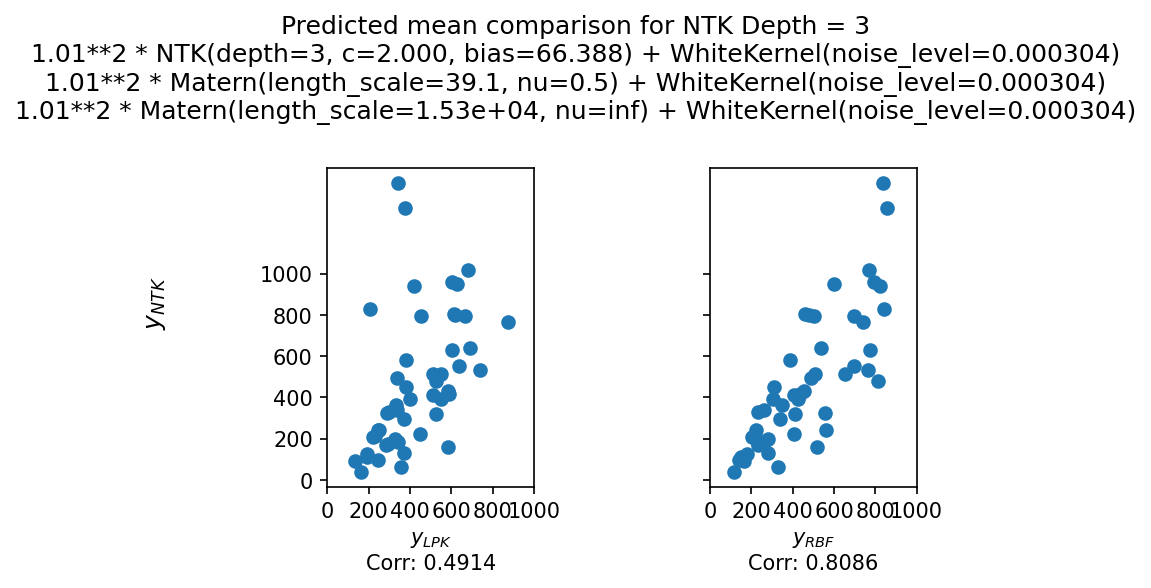 Predicted mean comparison for NTK Depth = 3
1.01**2 * NTK(depth=3, c=2.000, bias=66.388) + WhiteKernel(noise_level=0.000304)
1.01**2 * Matern(length_scale=39.1, nu=0.5) + WhiteKernel(noise_level=0.000304)
1.01**2 * Matern(length_scale=1.53e+04, nu=inf) + WhiteKernel(noise_level=0.000304)
y_NTK
1000
800
600
400
200
0
0 200 400 600 800 1000
y_LPK
Corr: 0.4914
0 200 400 600 800 1000
y_RBF
Corr: 0.8086